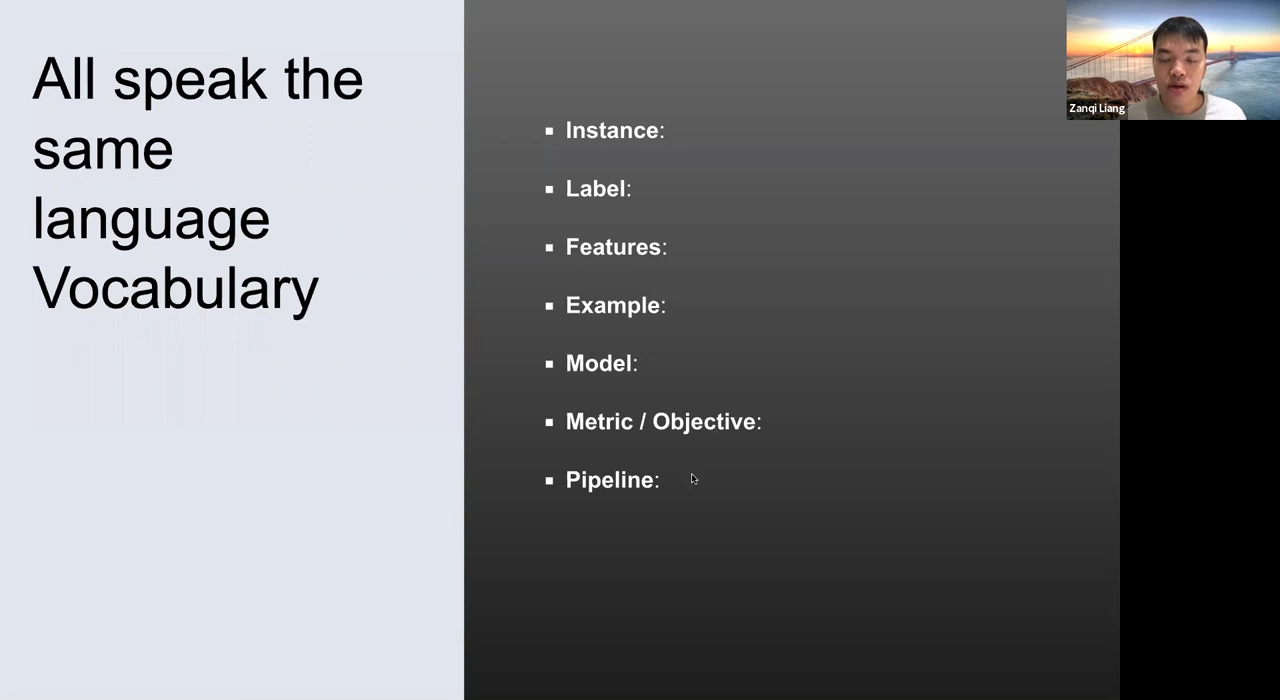 All speak the
same
language
Vocabulary
Instance:
Label:
Features:
Example:
Model:
Metric / Objective:
Pipeline:
Zanqi Liang